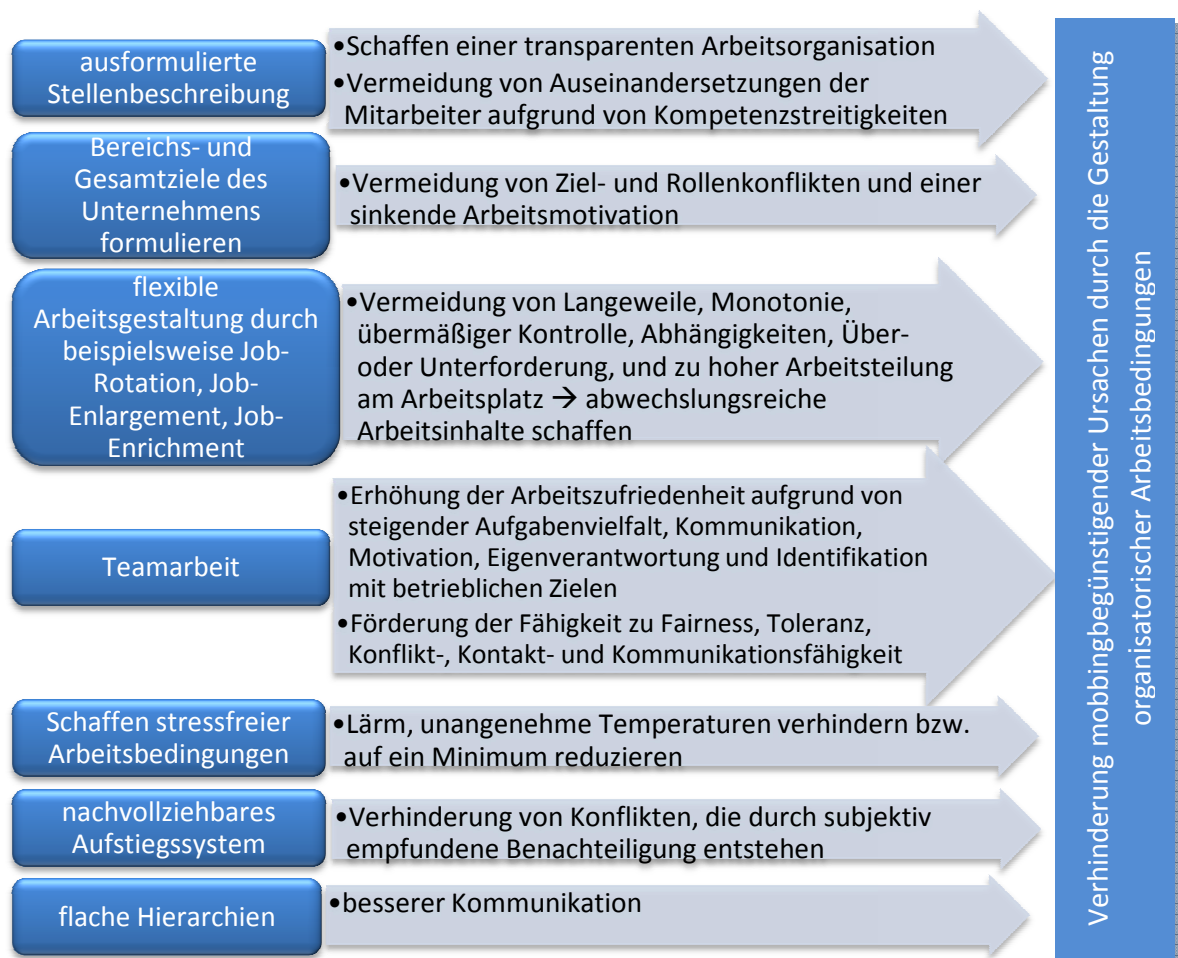 ausformulierte
Stellenbeschreibung
•Schaffen einer transparenten Arbeitsorganisation
•Vermeidung von Auseinandersetzungen der
Mitarbeiter aufgrund von Kompetenzstreitigkeiten
Bereichs- und
Gesamtziele des
Unternehmens
formulieren
•Vermeidung von Ziel- und Rollenkonflikten und einer
sinkende Arbeitsmotivation
flexible
Arbeitsgestaltung durch
beispielsweise Job-
Rotation, Job-
Enlargement, Job-
Enrichment
•Vermeidung von Langeweile, Monotonie,
übermäßiger Kontrolle, Abhängigkeiten, Über-
oder Unterforderung, und zu hoher Arbeitsteilung
am Arbeitsplatz → abwechslungsreiche
Arbeitsinhalte schaffen
Teamarbeit
•Erhöhung der Arbeitszufriedenheit aufgrund von
steigender Aufgabenvielfalt, Kommunikation,
Motivation, Eigenverantwortung und Identifikation
mit betrieblichen Zielen
•Förderung der Fähigkeit zu Fairness, Toleranz,
Konflikt-, Kontakt- und Kommunikationsfähigkeit
Schaffen stressfreier
Arbeitsbedingungen
•Lärm, unangenehme Temperaturen verhindern bzw.
auf ein Minimum reduzieren
nachvollziehbares
Aufstiegssystem
•Verhinderung von Konflikten, die durch subjektiv
empfundene Benachteiligung entstehen
flache Hierarchien
•besserer Kommunikation
Verhinderung mobbingbegünstigender Ursachen durch die Gestaltung
organisatorischer Arbeitsbedingungen